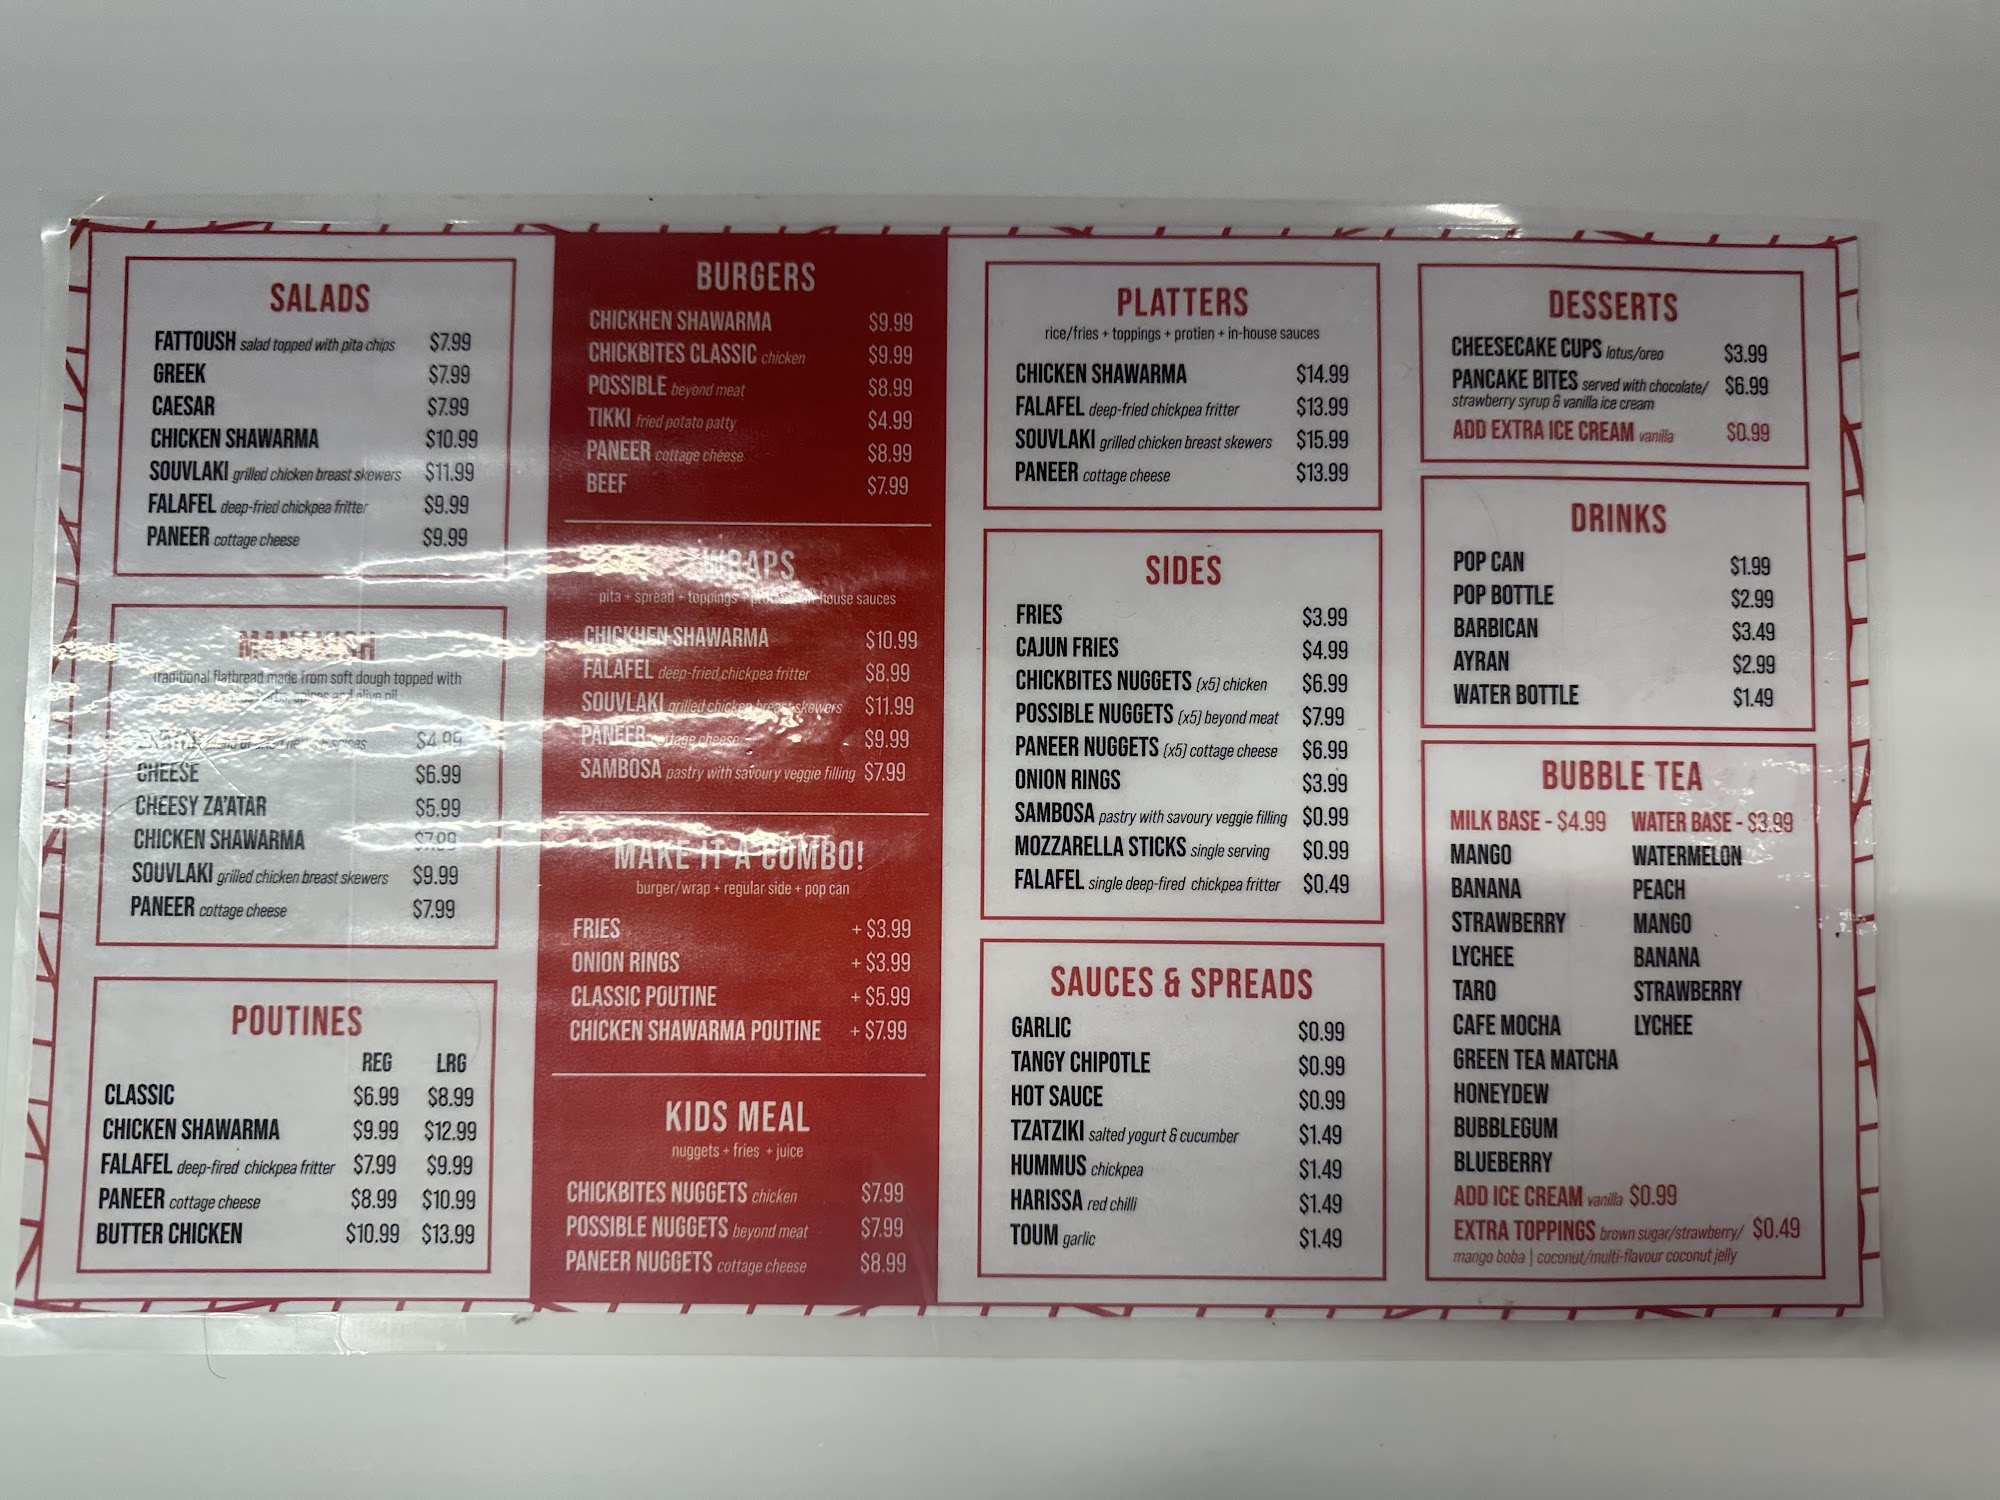 SALADS
FATTOUSH salad topped with pita chips $7.99
GREEK $7.99
CAESAR $7.99
CHICKEN SHAWARMA $10.99
SOUVLAKI grilled chicken breast skewers $11.99
FALAFEL deep-fried chickpea fritter $9.99
PANEER cottage cheese $9.99
traditional flatbread made from soft dough topped with
spices and olive oil
$4.99
CHEESE $6.99
CHEESY ZA'ATAR $5.99
CHICKEN SHAWARMA $7.99
SOUVLAKI grilled chicken breast skewers $9.99
PANEER cottage cheese $7.99
POUTINES
REG LRG
CLASSIC $6.99 $8.99
CHICKEN SHAWARMA $9.99 $12.99
FALAFEL deep-fired chickpea fritter $7.99 $9.99
PANEER cottage cheese $8.99 $10.99
BUTTER CHICKEN $10.99 $13.99
BURGERS
CHICKHEN SHAWARMA $9.99
CHICKBITES CLASSIC chicken $9.99
POSSIBLE beyond meat $8.99
TIKKI fried potato patty $4.99
PANEER cottage cheese $8.99
BEEF $7.99
WRAPS
pita + spread + toppings + in-house sauces
CHICKHEN SHAWARMA $10.99
FALAFEL deep-fried chickpea fritter $8.99
SOUVLAKI grilled chicken breast skewers $11.99
PANEER cottage cheese $9.99
SAMBOSA pastry with savoury veggie filling $7.99
MAKE IT A COMBO!
burger/wrap + regular side + pop can
FRIES + $3.99
ONION RINGS + $3.99
CLASSIC POUTINE + $5.99
CHICKEN SHAWARMA POUTINE + $7.99
KIDS MEAL
nuggets + fries + juice
CHICKBITES NUGGETS chicken $7.99
POSSIBLE NUGGETS beyond meat $7.99
PANEER NUGGETS cottage cheese $8.99
PLATTERS
rice/fries + toppings + protien + in-house sauces
CHICKEN SHAWARMA $14.99
FALAFEL deep-fried chickpea fritter $13.99
SOUVLAKI grilled chicken breast skewers $15.99
PANEER cottage cheese $13.99
SIDES
FRIES $3.99
CAJUN FRIES $4.99
CHICKBITES NUGGETS (x5) chicken $6.99
POSSIBLE NUGGETS (x5) beyond meat $7.99
PANEER NUGGETS (x5) cottage cheese $6.99
ONION RINGS $3.99
SAMBOSA pastry with savoury veggie filling $0.99
MOZZARELLA STICKS single serving $0.99
FALAFEL single deep-fired chickpea fritter $0.49
SAUCES & SPREADS
GARLIC $0.99
TANGY CHIPOTLE $0.99
HOT SAUCE $0.99
TZATZIKI salted yogurt & cucumber $1.49
HUMMUS chickpea $1.49
HARISSA red chilli $1.49
TOUM garlic $1.49
DESSERTS
CHEESECAKE CUPS lotus/oreo $3.99
PANCAKE BITES served with chocolate/ $6.99
strawberry syrup & vanilla ice cream
ADD EXTRA ICE CREAM vanilla $0.99
DRINKS
POP CAN $1.99
POP BOTTLE $2.99
BARBICAN $3.49
AYRAN $2.99
WATER BOTTLE $1.49
BUBBLE TEA
MILK BASE - $4.99 WATER BASE - $3.99
MANGO WATERMELON
BANANA PEACH
STRAWBERRY MANGO
LYCHEE BANANA
TARO STRAWBERRY
CAFE MOCHA LYCHEE
GREEN TEA MATCHA
HONEYDEW
BUBBLEGUM
BLUEBERRY
ADD ICE CREAM vanilla $0.99
EXTRA TOPPINGS brown sugar/strawberry/ $0.49
mango boba | coconut/multi-flavour coconut jelly